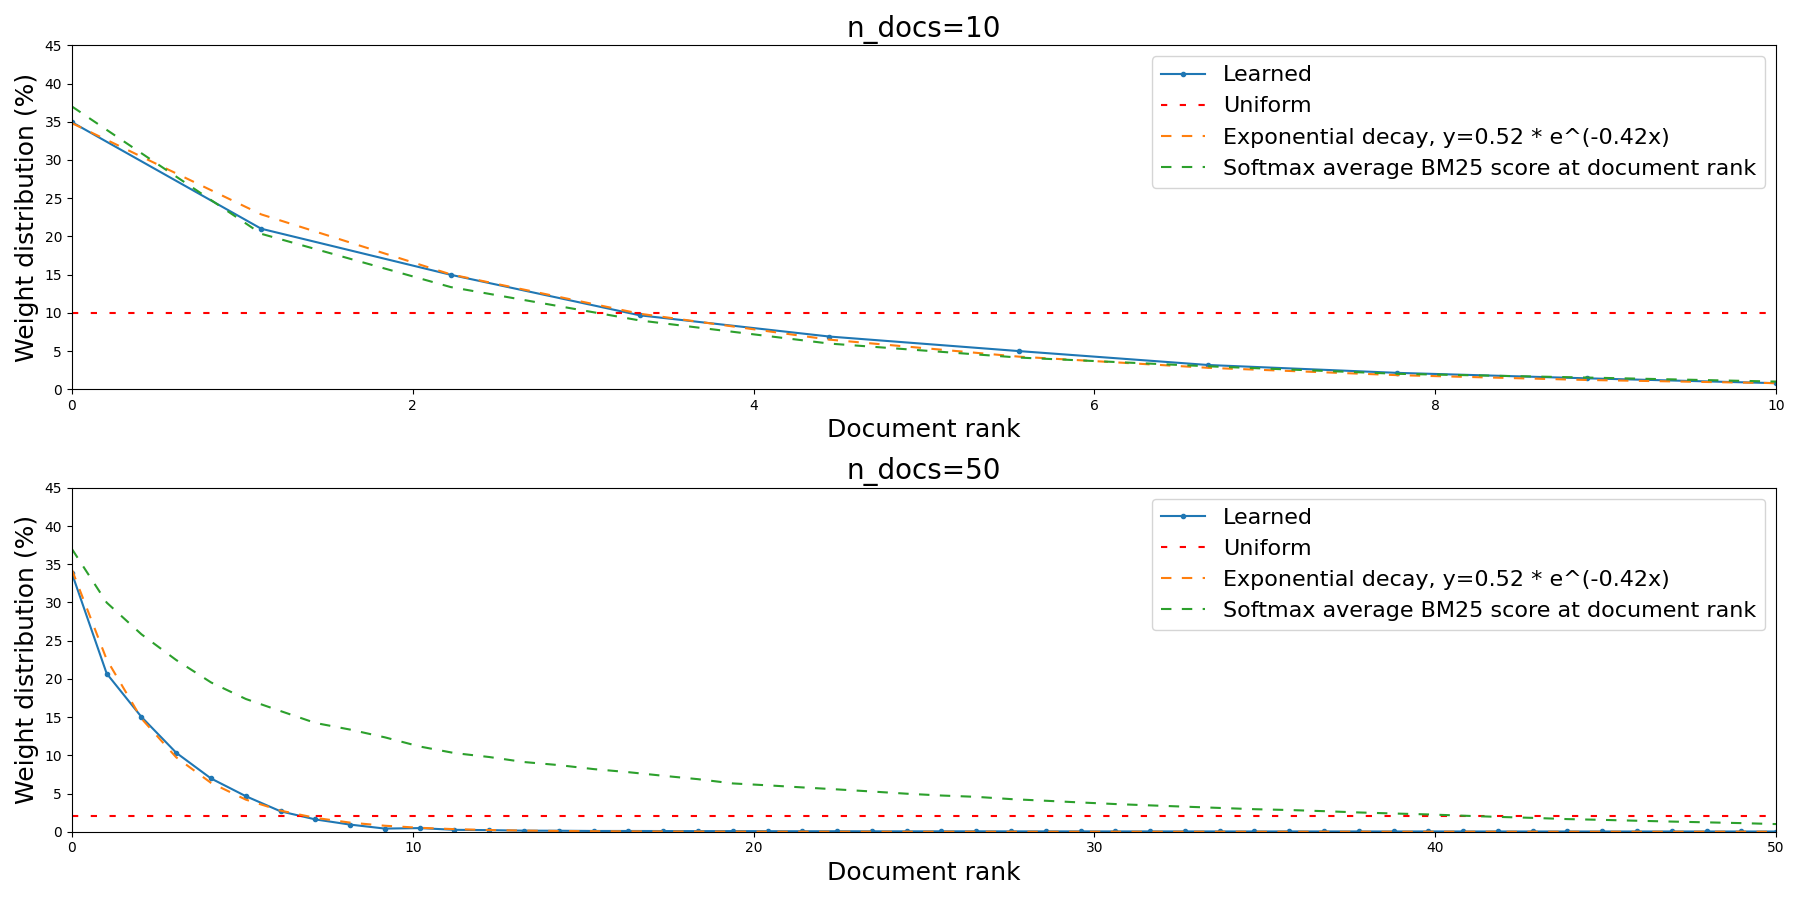 n_docs=10
45
40
35
30
25
20
15
10
5
0
Weight distribution (%)
Learned
Uniform
Exponential decay, y=0.52 * e^(-0.42x)
Softmax average BM25 score at document rank
0 2 4 6 8 10
Document rank
n_docs=50
45
40
35
30
25
20
15
10
5
0
Weight distribution (%)
Learned
Uniform
Exponential decay, y=0.52 * e^(-0.42x)
Softmax average BM25 score at document rank
0 10 20 30 40 50
Document rank